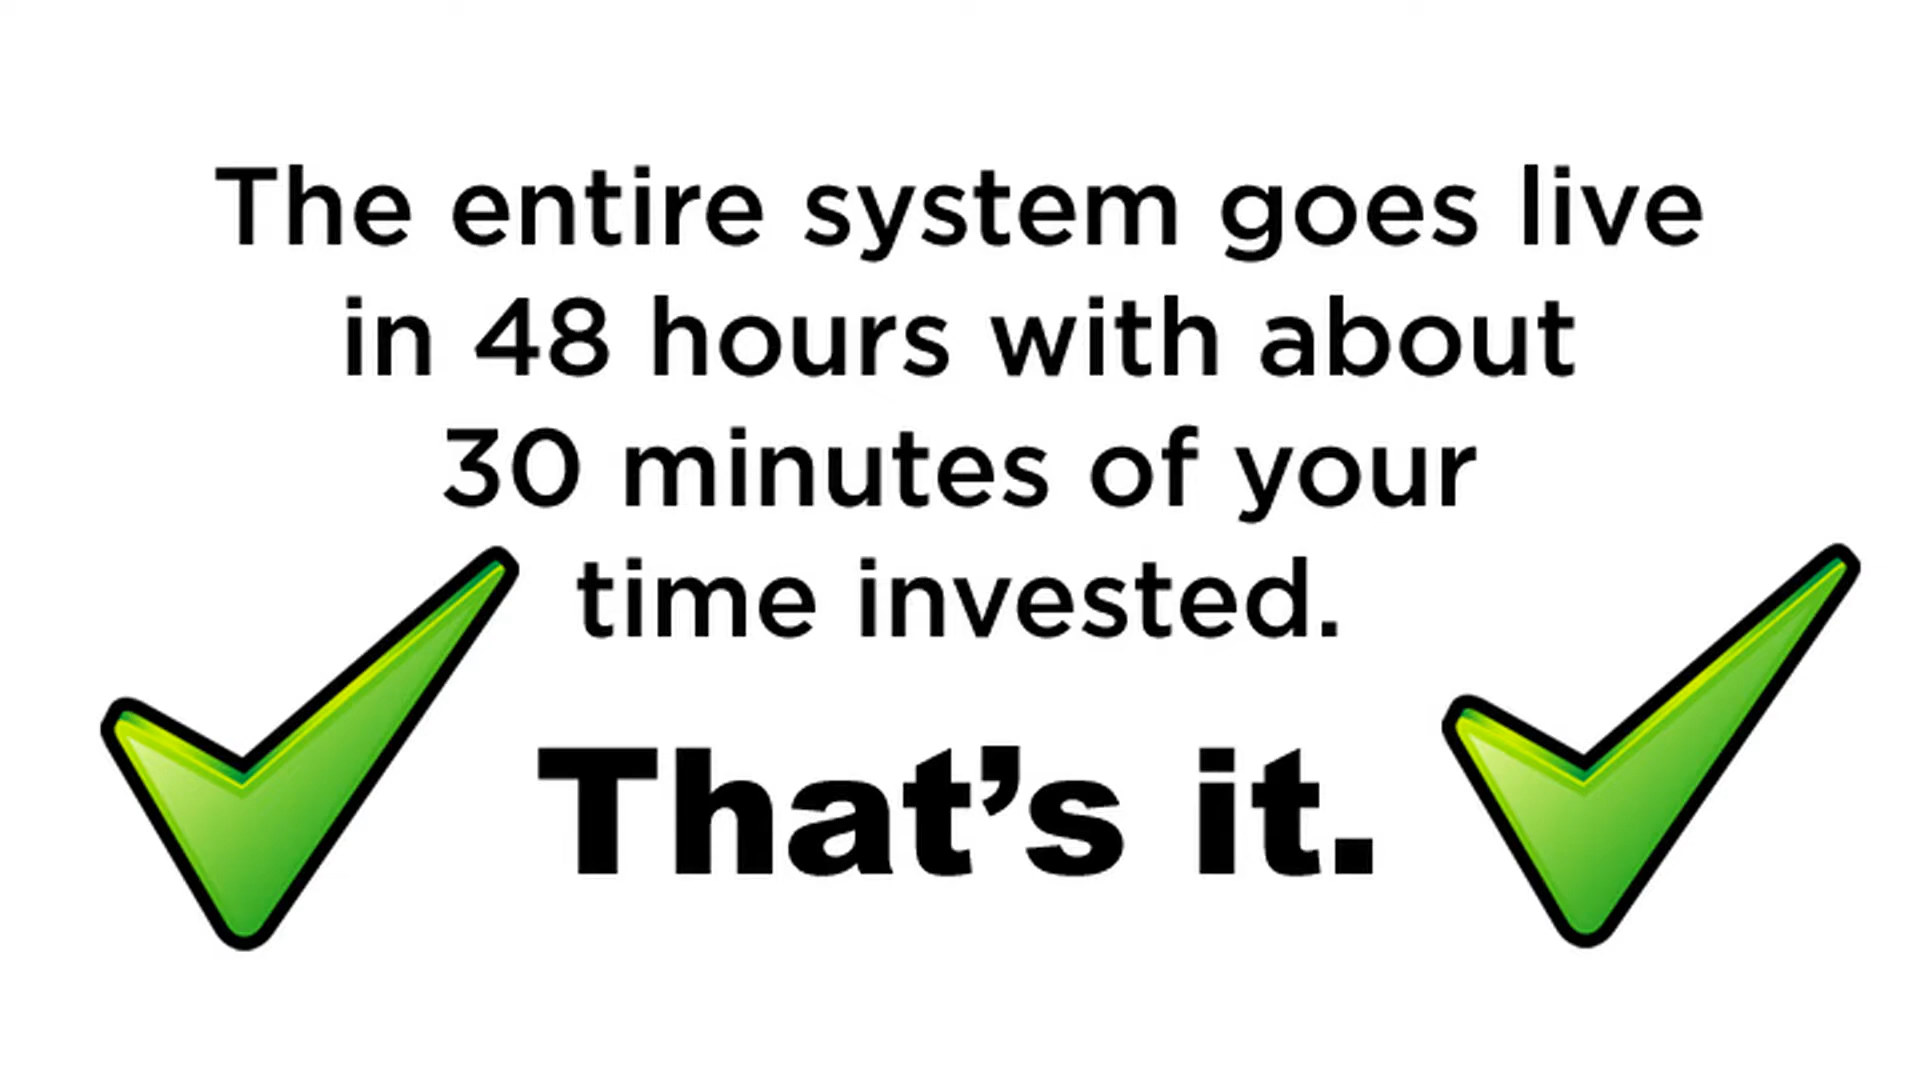 The entire system goes live
in 48 hours with about
30 minutes of your
time invested.
That’s it.